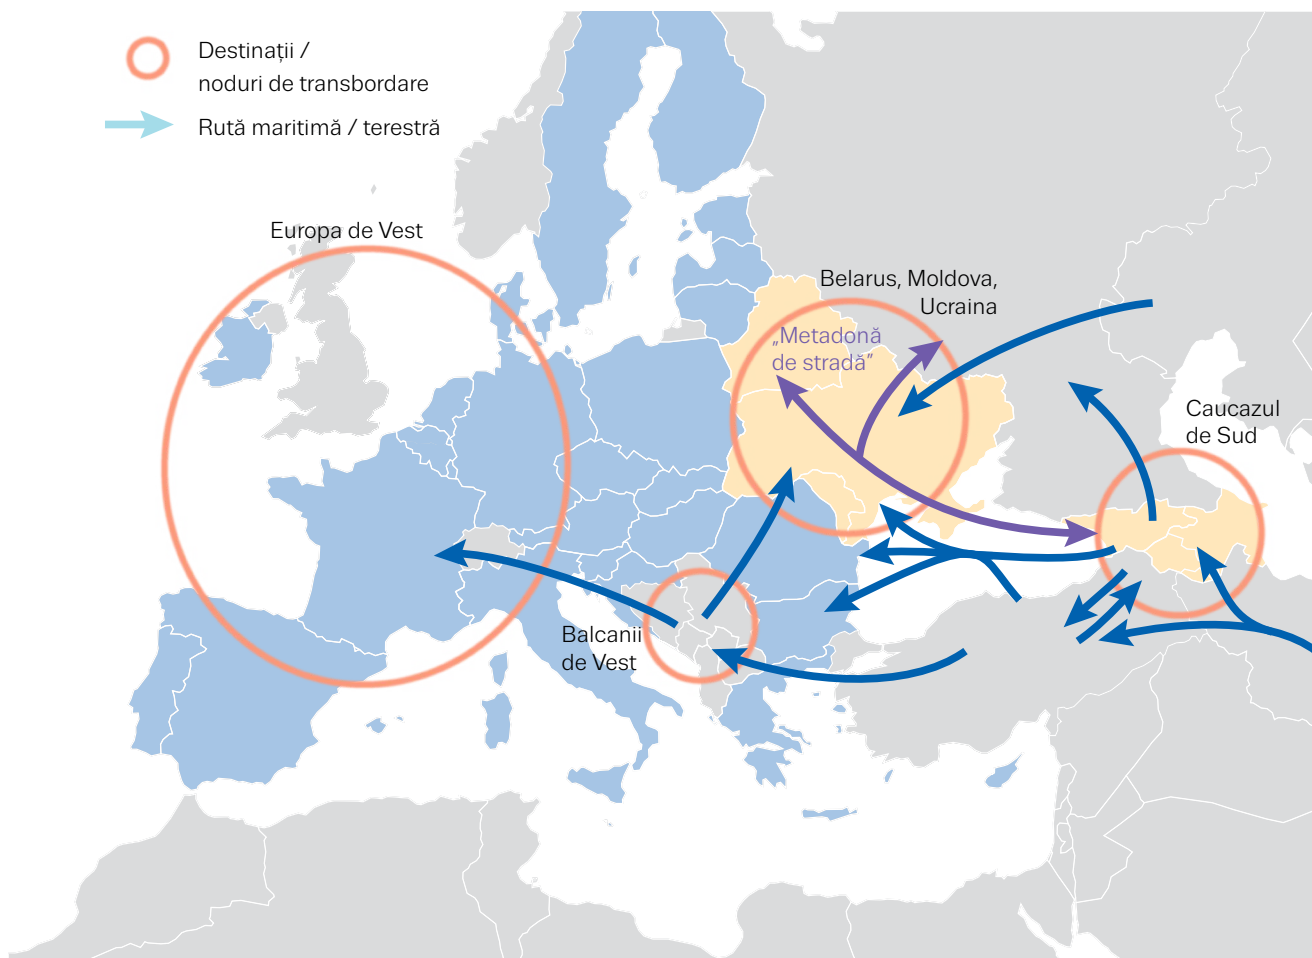 Destinații /
noduri de transbordare
Rută maritimă / terestră
Europa de Vest
Belarus, Moldova,
Ucraina
„Metadonă
de stradă”
Caucazul
de Sud
Balcanii
de Vest